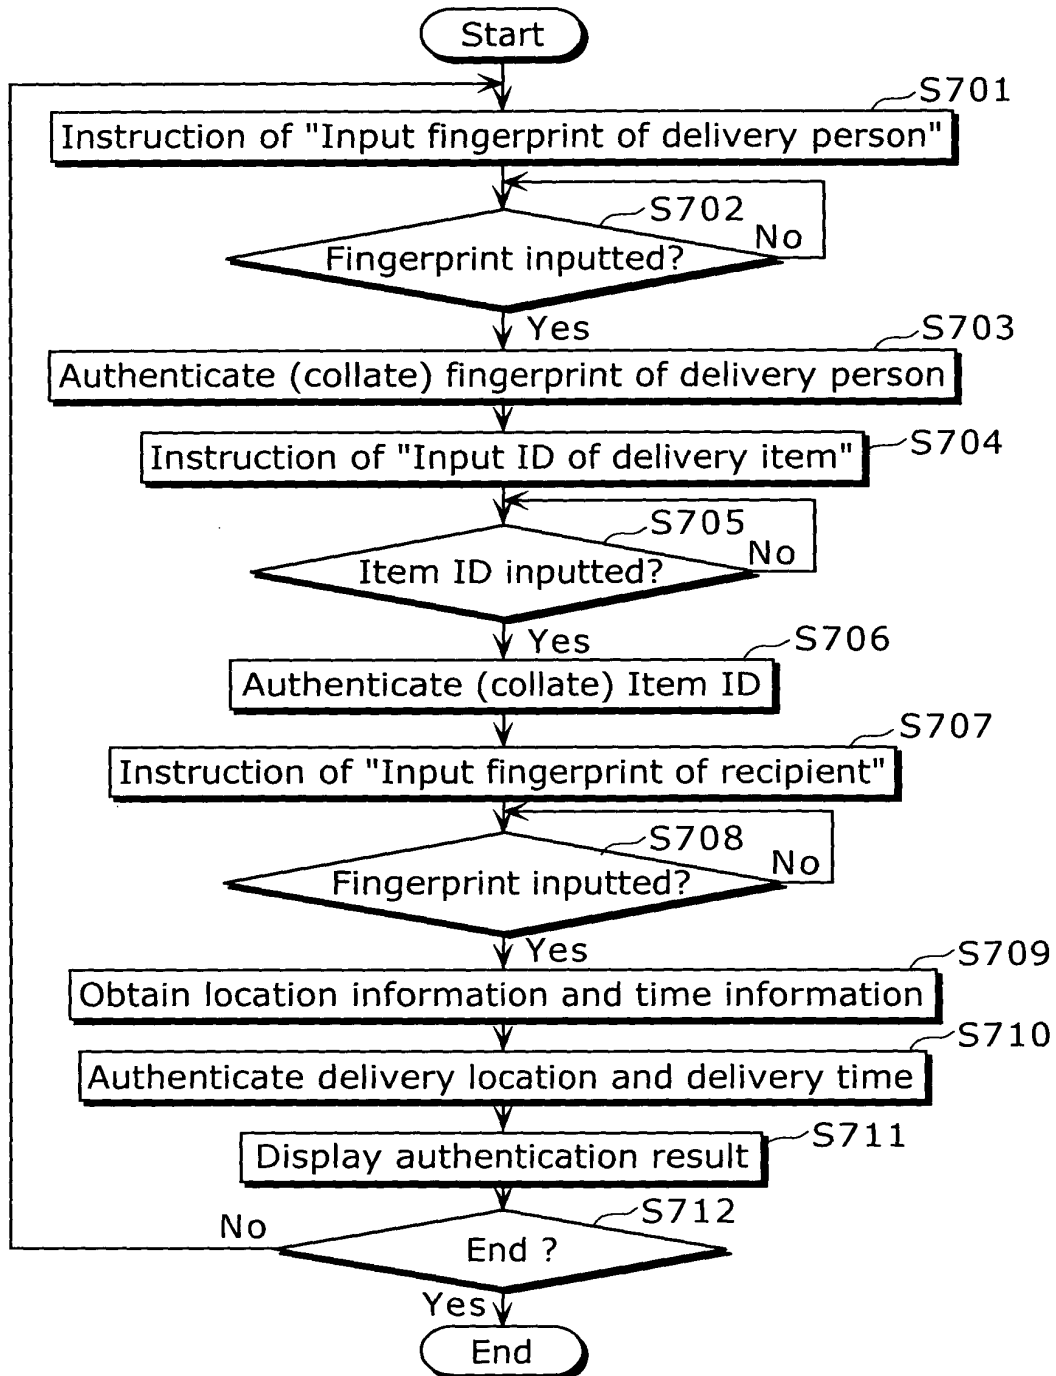 Start
S701
Instruction of "Input fingerprint of delivery person"
S702
No
Fingerprint inputted?
Yes
S703
Authenticate (collate) fingerprint of delivery person
S704
Instruction of "Input ID of delivery item"
S705
No
Item ID inputted?
Yes
S706
Authenticate (collate) Item ID
S707
Instruction of "Input fingerprint of recipient"
S708
No
Fingerprint inputted?
Yes
S709
Obtain location information and time information
S710
Authenticate delivery location and delivery time
S711
Display authentication result
S712
No
End ?
Yes
End